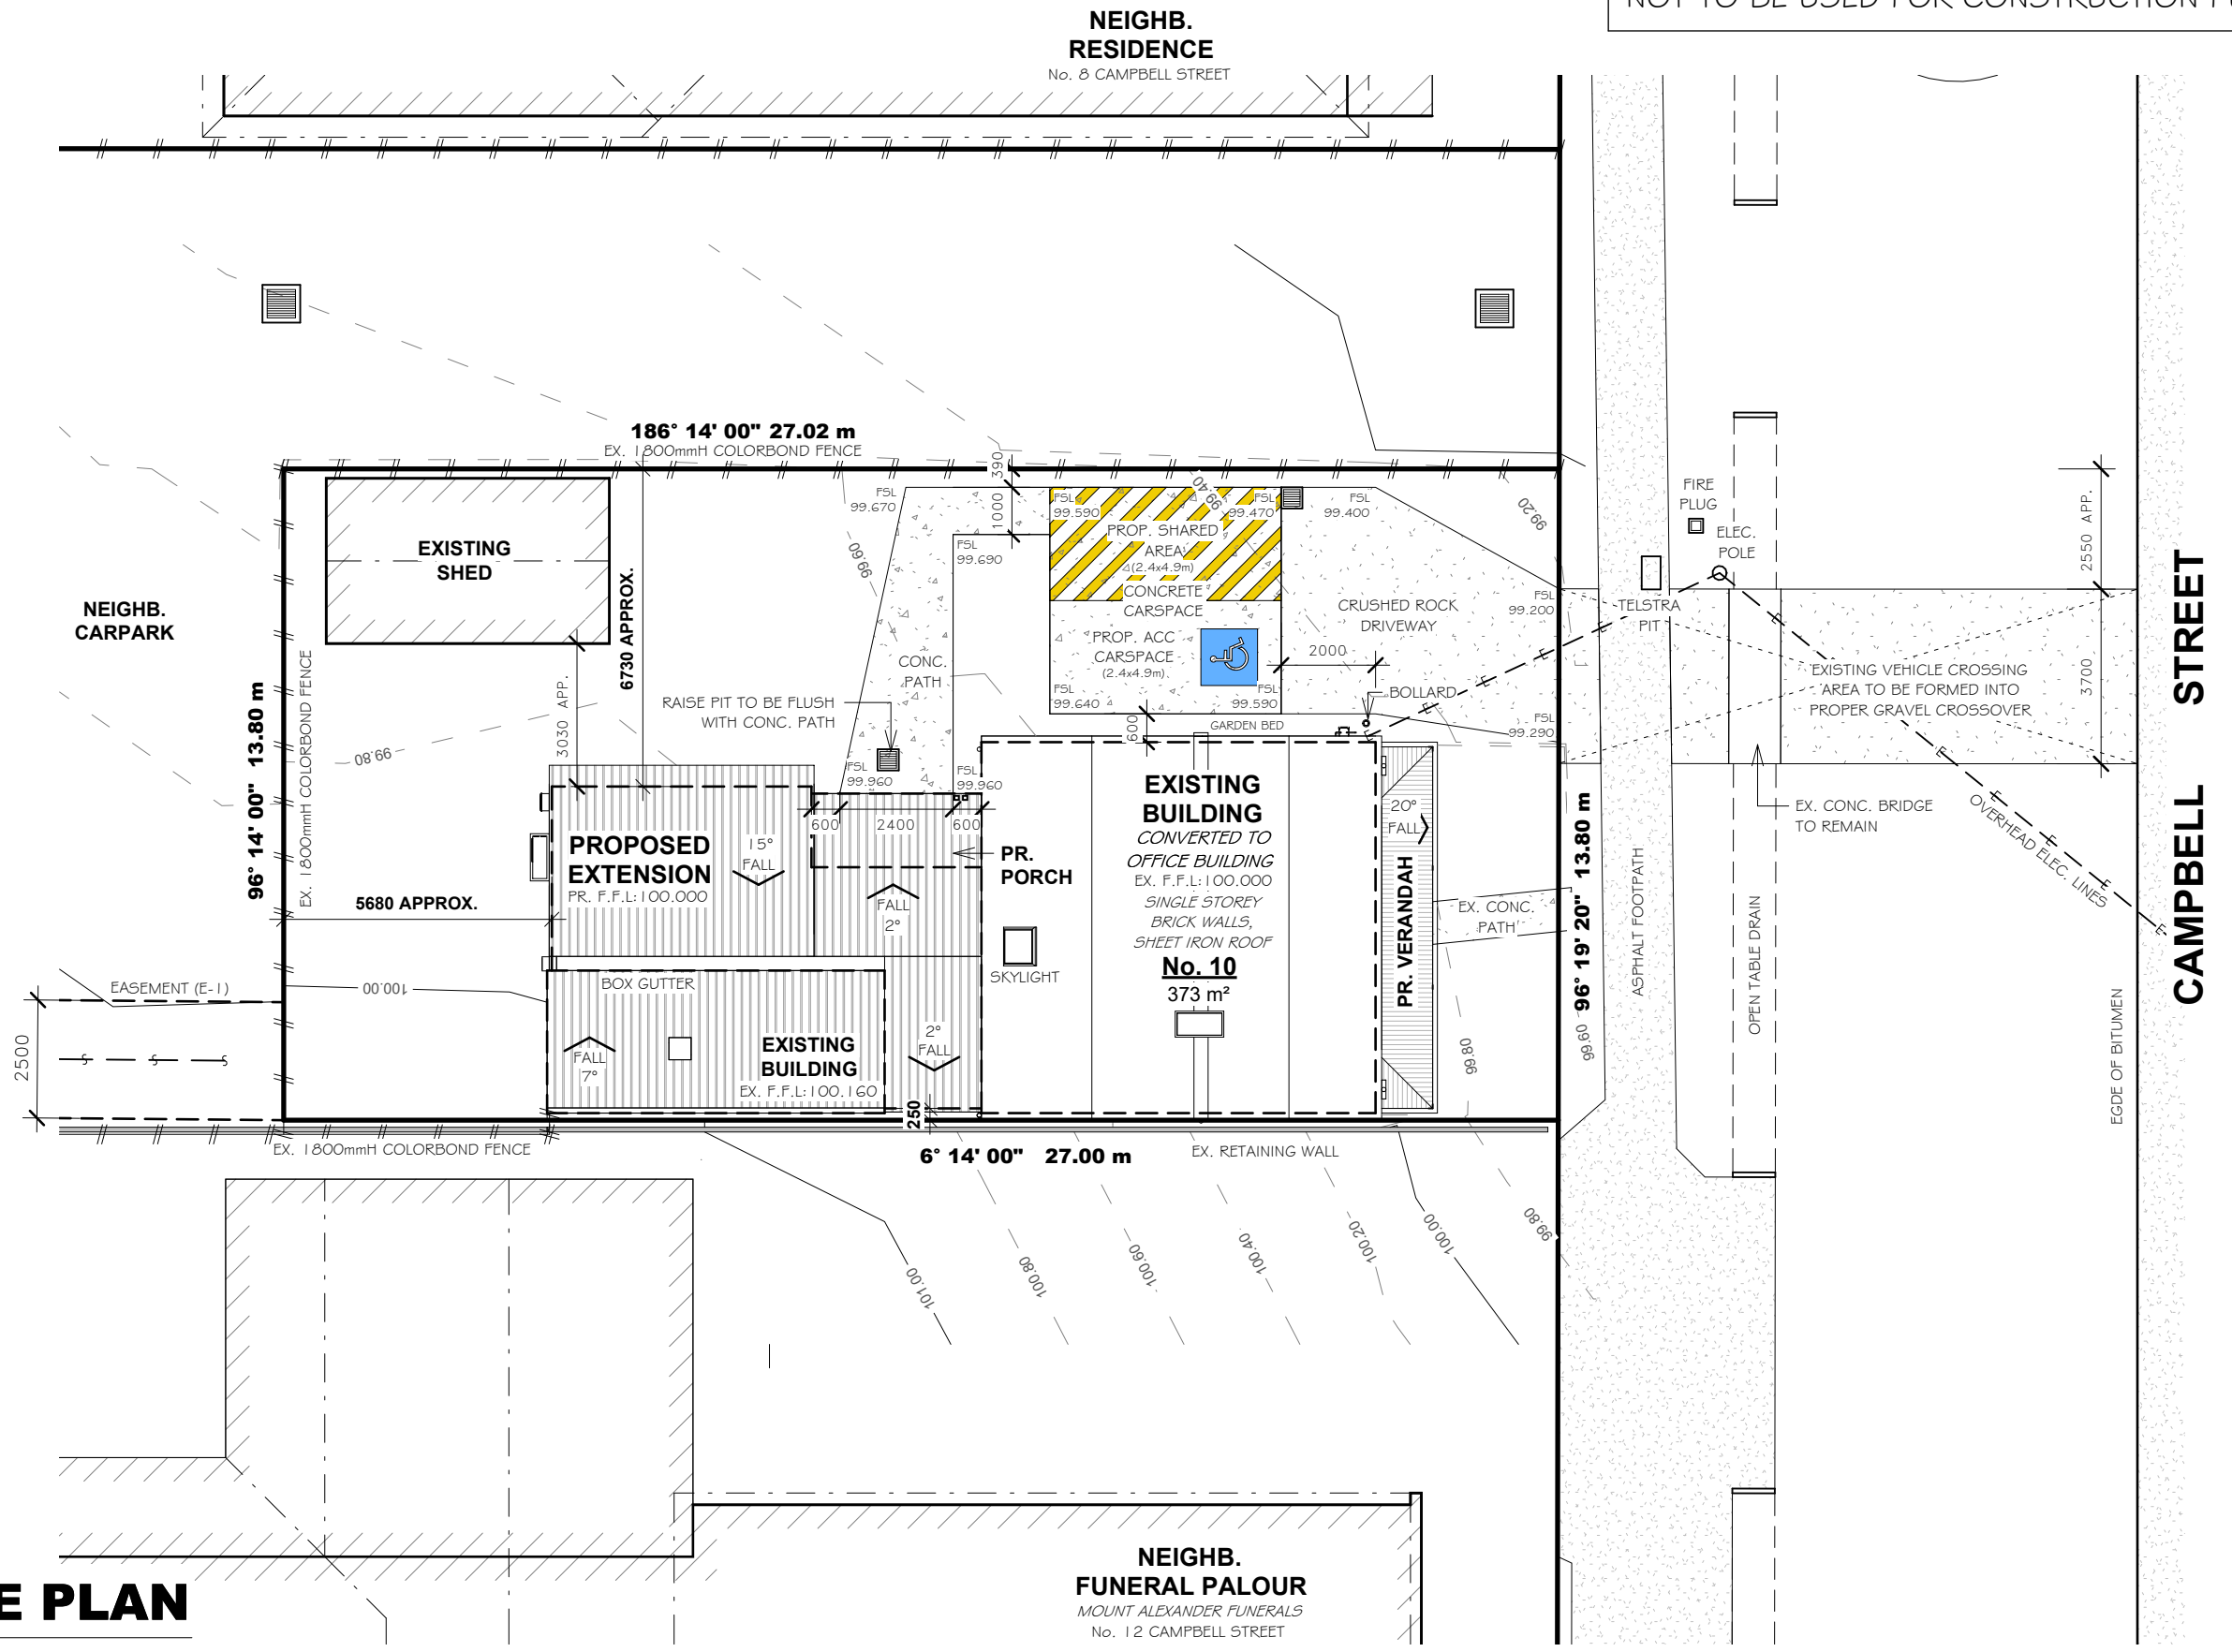 NOT TO BE USED FOR CONSTRUCTION
NEIGHB.
RESIDENCE
No. 8 CAMPBELL STREET
186° 14' 00" 27.02 m
EX. 1800mmH COLORBOND FENCE
390
1000
EXISTING
SHED
NEIGHB.
CARPARK
96° 14' 00" 13.80 m
EX. 1800mmH COLORBOND FENCE
6730 APPROX.
3030 APP.
FSL
99.670
99.60
FSL
99.690
FSL
99.590
99.40
FSL
99.470
FSL
99.400
99.20
PROP. SHARED
AREA
(2.4x4.9m)
CONCRETE
CARSPACE
PROP. ACC
CARSPACE
(2.4x4.9m)
FSL
99.640
FSL
99.590
CRUSHED ROCK
DRIVEWAY
2000
FSL
99.200
FSL
99.290
BOLLARD
GARDEN BED
600
CONC.
PATH
RAISE PIT TO BE FLUSH
WITH CONC. PATH
FSL
99.960
FSL
99.960
99.80
600
2400
600
PROPOSED
EXTENSION
PR. F.F.L:100.000
15°
FALL
FALL
2°
PR.
PORCH
5680 APPROX.
EXISTING
BUILDING
CONVERTED TO
OFFICE BUILDING
EX. F.F.L:100.000
SINGLE STOREY
BRICK WALLS,
SHEET IRON ROOF
No. 10
373 m²
SKYLIGHT
20°
FALL
PR. VERANDAH
EX. CONC.
PATH
96° 19' 20" 13.80 m
99.60
99.80
EASEMENT (E-1)
100.00
2500
S
S
S
BOX GUTTER
FALL
7°
EXISTING
BUILDING
EX. F.F.L:100.160
2°
FALL
250
EX. 1800mmH COLORBOND FENCE
6° 14' 00" 27.00 m
EX. RETAINING WALL
101.00
100.80
100.60
100.40
100.20
100.00
99.80
FIRE
PLUG
ELEC.
POLE
TELSTRA
PIT
2550 APP.
3700
EXISTING VEHICLE CROSSING
AREA TO BE FORMED INTO
PROPER GRAVEL CROSSOVER
EX. CONC. BRIDGE
TO REMAIN
E
E
E
E
E
E
E
E
E
OVERHEAD ELEC. LINES
ASPHALT FOOTPATH
OPEN TABLE DRAIN
EGDE OF BITUMEN
CAMPBELL STREET
NEIGHB.
FUNERAL PALOUR
MOUNT ALEXANDER FUNERALS
No. 12 CAMPBELL STREET
E PLAN